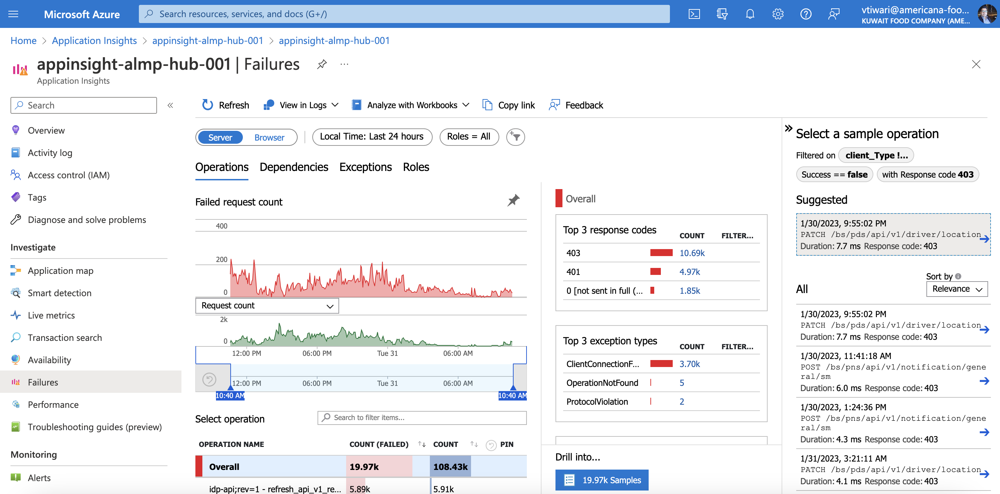 Microsoft Azure
Search resources, services, and docs (G+/)
vtiwari@americana-foo...
KUWAIT FOOD COMPANY (AME...
Home > Application Insights > appinsight-almp-hub-001 > appinsight-almp-hub-001
appinsight-almp-hub-001 | Failures
...
Application Insights
Search
«
Overview
Activity log
Access control (IAM)
Tags
Diagnose and solve problems
Investigate
Application map
Smart detection
Live metrics
Transaction search
Availability
Failures
Performance
Troubleshooting guides (preview)
Monitoring
Alerts
Refresh
View in Logs
Analyze with Workbooks
Copy link
Feedback
Server
Browser
Local Time: Last 24 hours
Roles = All
Operations
Dependencies
Exceptions
Roles
Failed request count
400
200
0
Request count
2k
0
12:00 PM 06:00 PM Tue 31 06:00 AM
12:00 PM 06:00 PM Tue 31 06:00 AM
10:40 AM 10:40 AM
Select operation
Search to filter items...
OPERATION NAME COUNT (FAILED) ↑↓ COUNT ↑↓ PIN
Overall 19.97k 108.43k
idp-api;rev=1 - refresh_api_v1_re... 5.89k 5.91k
Overall
Top 3 response codes COUNT FILTER...
403 10.69k
401 4.97k
0 [not sent in full (... 1.85k
Top 3 exception types COUNT FILTER...
ClientConnectionF... 3.70k
OperationNotFound 5
ProtocolViolation 2
Drill into...
19.97k Samples
» Select a sample operation
Filtered on client_Type !...
Success == false with Response code 403
Suggested
1/30/2023, 9:55:02 PM
PATCH /bs/pds/api/v1/driver/location
Duration: 7.7 ms Response code: 403
Sort by
All
Relevance
1/30/2023, 9:55:02 PM
PATCH /bs/pds/api/v1/driver/location
Duration: 7.7 ms Response code: 403
1/30/2023, 11:41:18 AM
POST /bs/pns/api/v1/notification/gene
ral/sm
Duration: 6.0 ms Response code: 403
1/30/2023, 1:24:36 PM
POST /bs/pns/api/v1/notification/gene
ral/sm
Duration: 4.3 ms Response code: 403
1/31/2023, 3:21:11 AM
PATCH /bs/pds/api/v1/driver/location
Duration: 4.1 ms Response code: 403